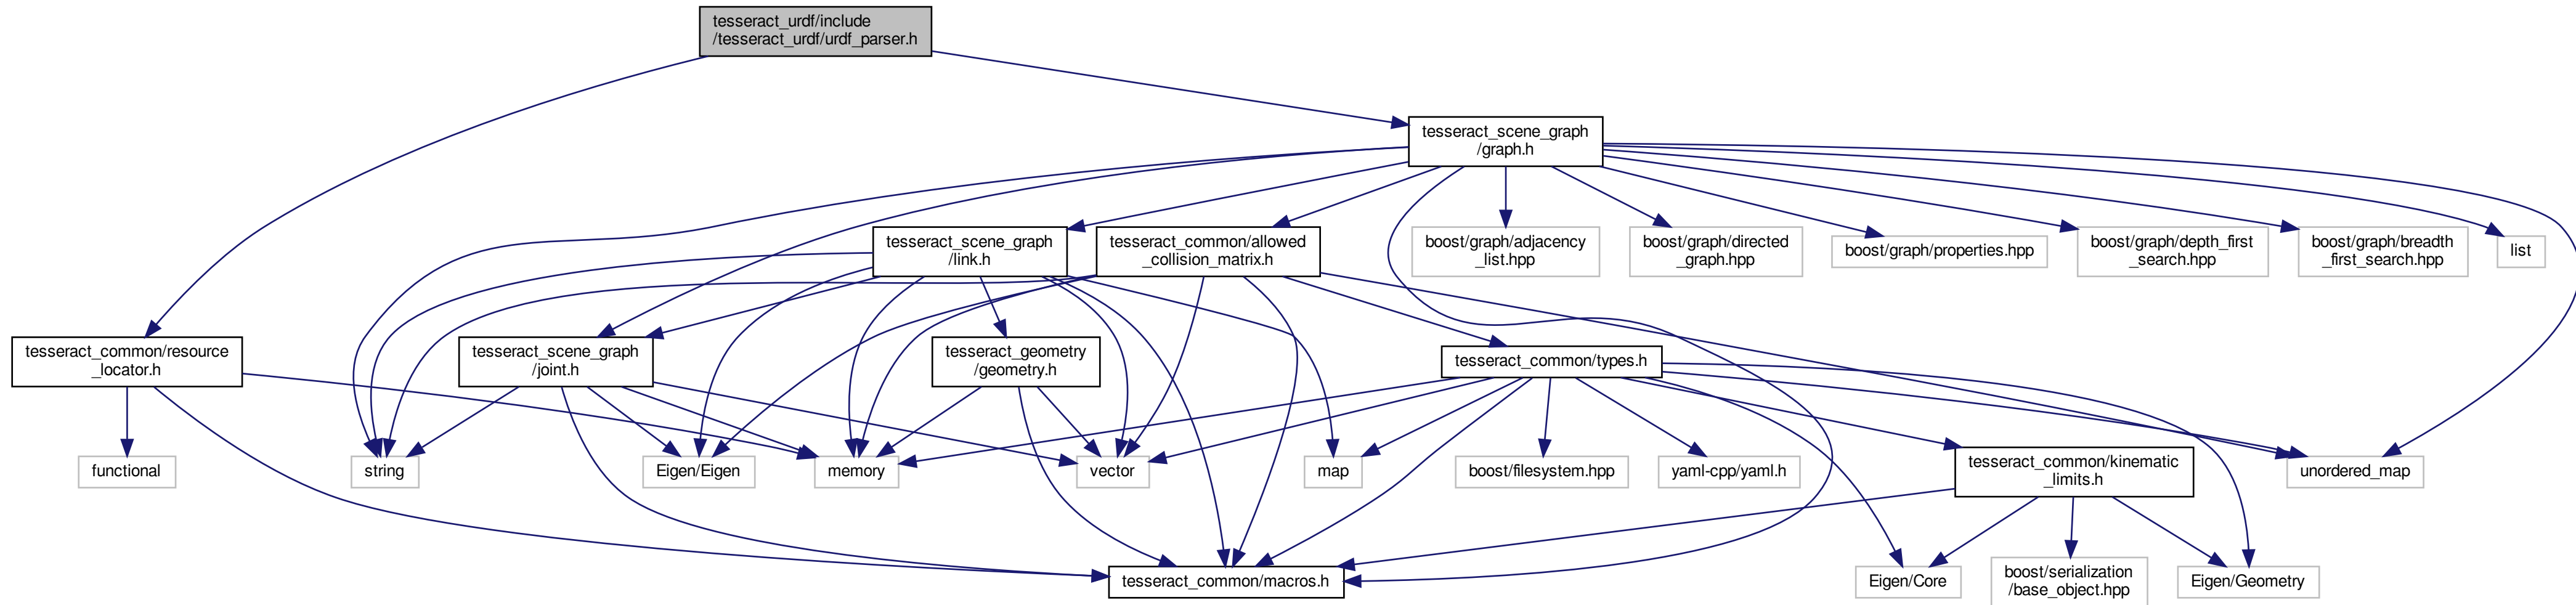 tesseract_urdf/include
/tesseract_urdf/urdf_parser.h
tesseract_scene_graph
/graph.h
tesseract_scene_graph
/link.h
tesseract_common/allowed
_collision_matrix.h
boost/graph/adjacency
_list.hpp
boost/graph/directed
_graph.hpp
boost/graph/properties.hpp
boost/graph/depth_first
_search.hpp
boost/graph/breadth
_first_search.hpp
list
tesseract_common/resource
_locator.h
tesseract_scene_graph
/joint.h
tesseract_geometry
/geometry.h
tesseract_common/types.h
functional
string
Eigen/Eigen
memory
vector
map
boost/filesystem.hpp
yaml-cpp/yaml.h
tesseract_common/kinematic
_limits.h
unordered_map
tesseract_common/macros.h
Eigen/Core
boost/serialization
/base_object.hpp
Eigen/Geometry